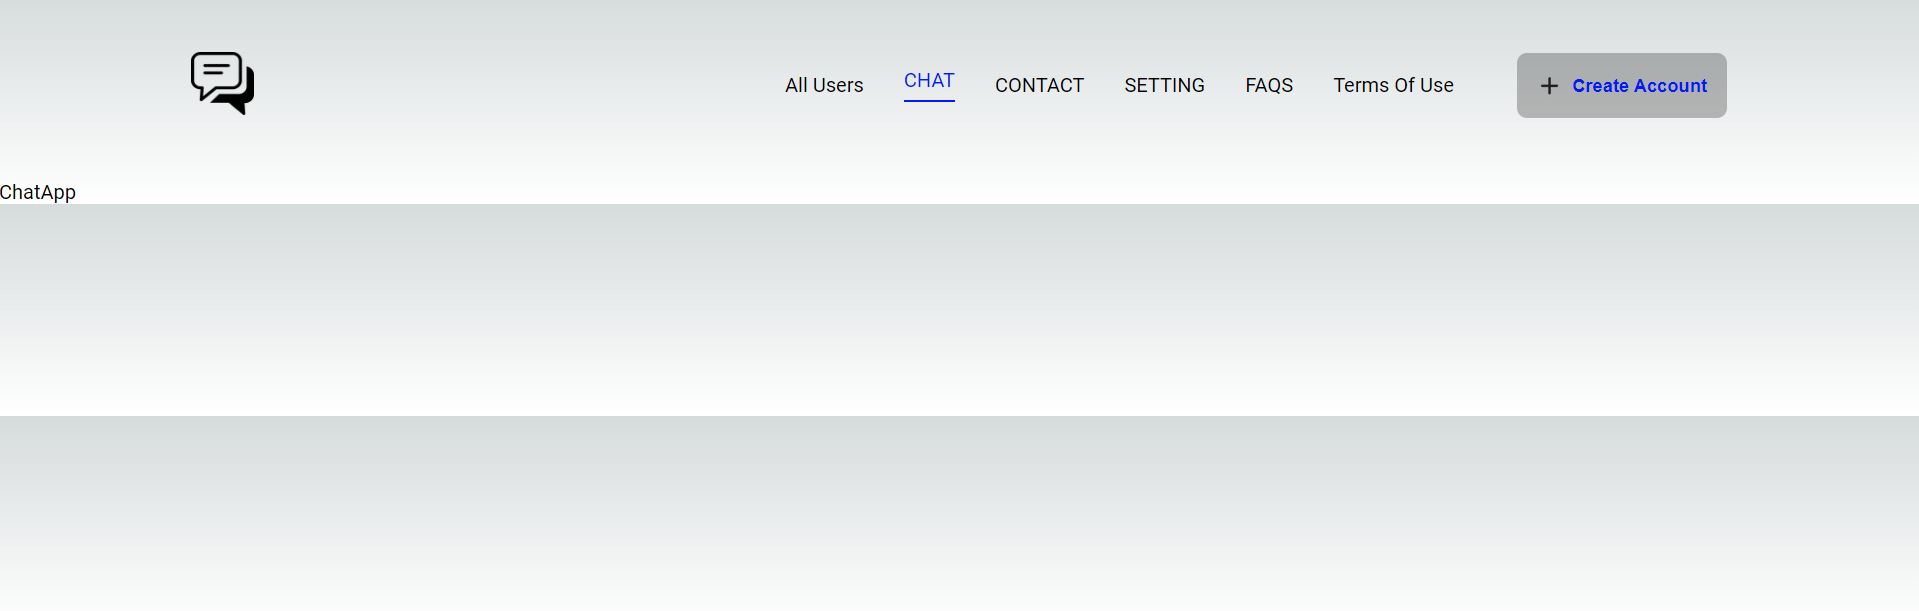 All Users CHAT CONTACT SETTING FAQS Terms Of Use + Create Account
ChatApp